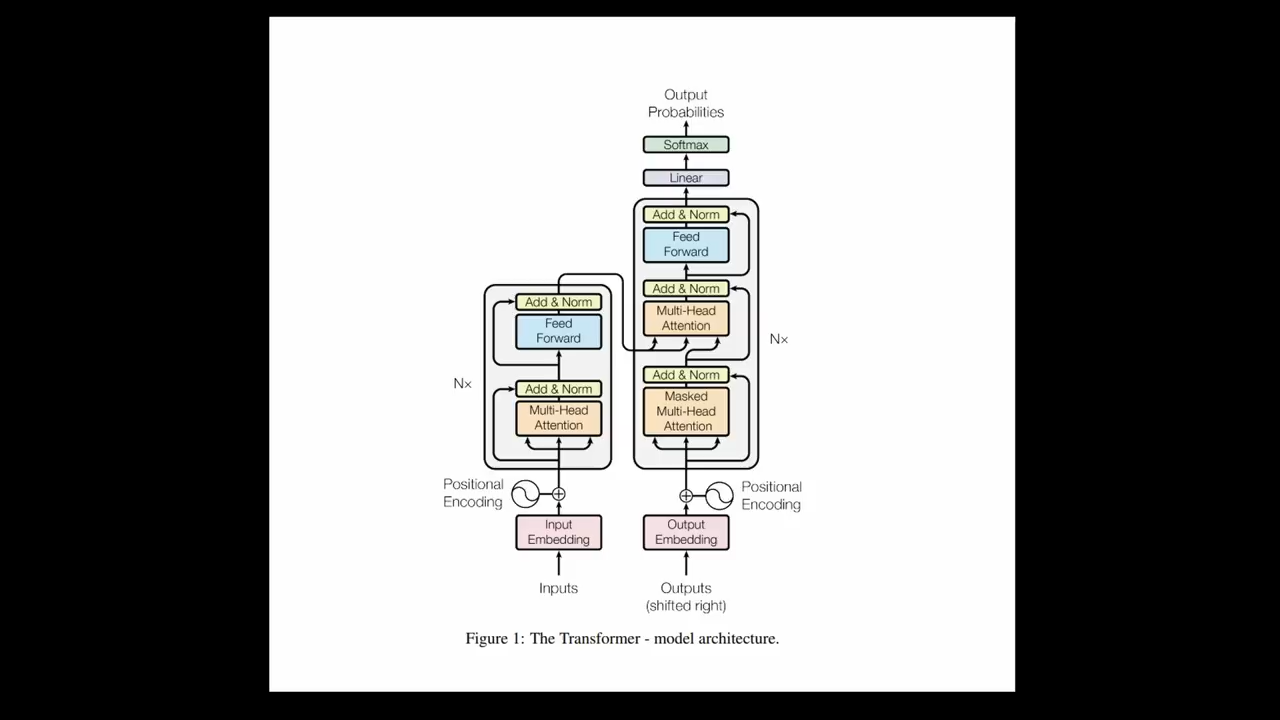 Output
Probabilities
Softmax
Linear
Add & Norm
Feed
Forward
Add & Norm
Multi-Head
Attention
Nx
Add & Norm
Masked
Multi-Head
Attention
Add & Norm
Feed
Forward
Nx
Add & Norm
Multi-Head
Attention
Positional
Encoding
Positional
Encoding
Input
Embedding
Output
Embedding
Inputs
Outputs
(shifted right)
Figure 1: The Transformer - model architecture.